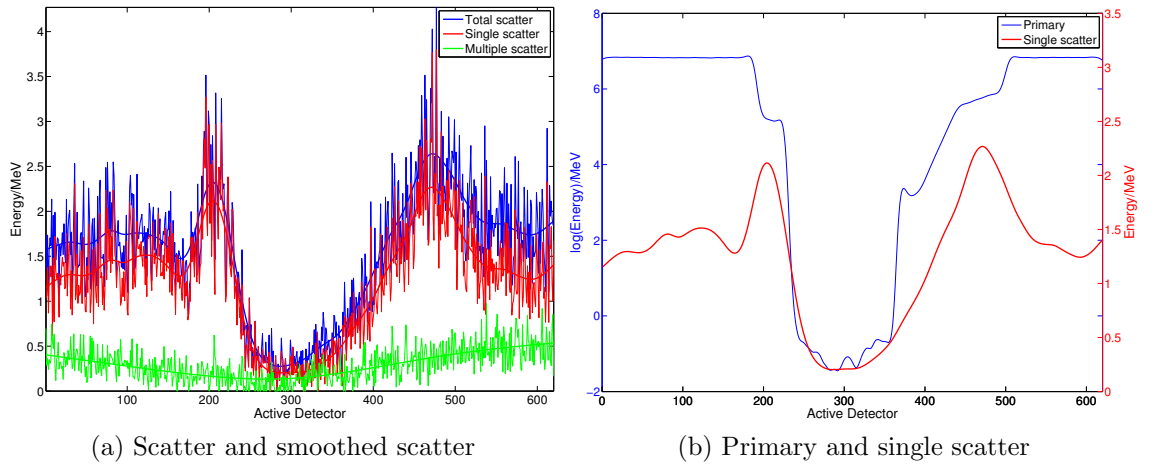 Total scatter
Single scatter
Multiple scatter
Energy/MeV
4
3.5
3
2.5
2
1.5
1
0.5
0
100 200 300 400 500 600
Active Detector
(a) Scatter and smoothed scatter
Primary
Single scatter
log(Energy)/MeV
8
6
4
2
0
−2
Energy/MeV
3.5
3
2.5
2
1.5
1
0.5
0
0 100 200 300 400 500 600
Active Detector
(b) Primary and single scatter